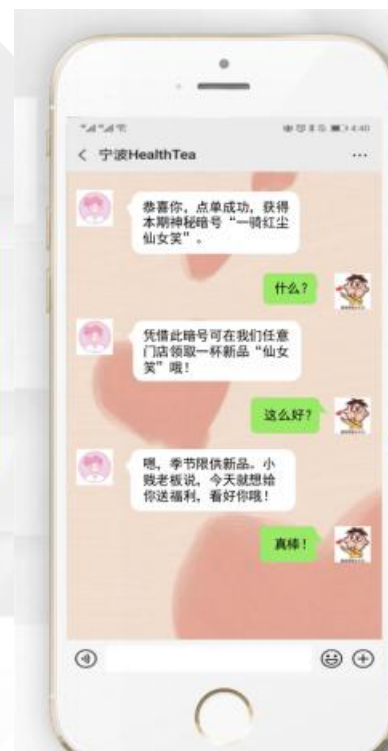 4:40
宁波HealthTea
恭喜你，点单成功，获得
本期神秘暗号“一骑红尘
仙女笑”。
什么？
凭借此暗号可在我们任意
门店领取一杯新品“仙女
笑”哦！
这么好？
嗯，季节限供新品。小
贱老板说，今天就想给
你送福利，看好你哦！
真棒！